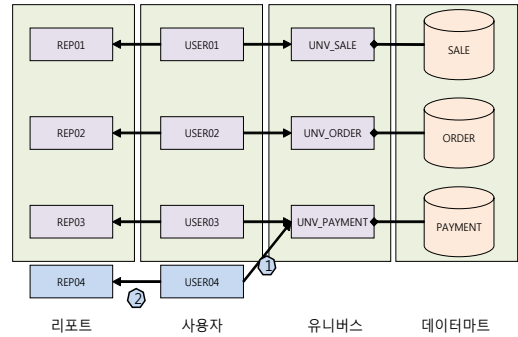 REP01 USER01 UNV_SALE SALE
REP02 USER02 UNV_ORDER ORDER
REP03 USER03 UNV_PAYMENT PAYMENT
1
REP04 USER04
2
리포트 사용자 유니버스 데이터마트